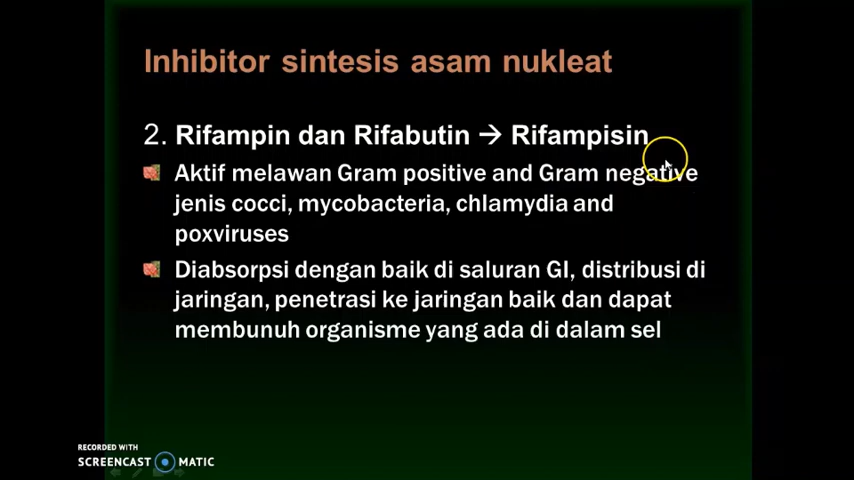 Inhibitor sintesis asam nukleat
2. Rifampin dan Rifabutin → Rifampisin
Aktif melawan Gram positive and Gram negative
jenis cocci, mycobacteria, chlamydia and
poxviruses
Diabsorpsi dengan baik di saluran GI, distribusi di
jaringan, penetrasi ke jaringan baik dan dapat
membunuh organisme yang ada di dalam sel
RECORDED WITH
SCREENCAST MATIC